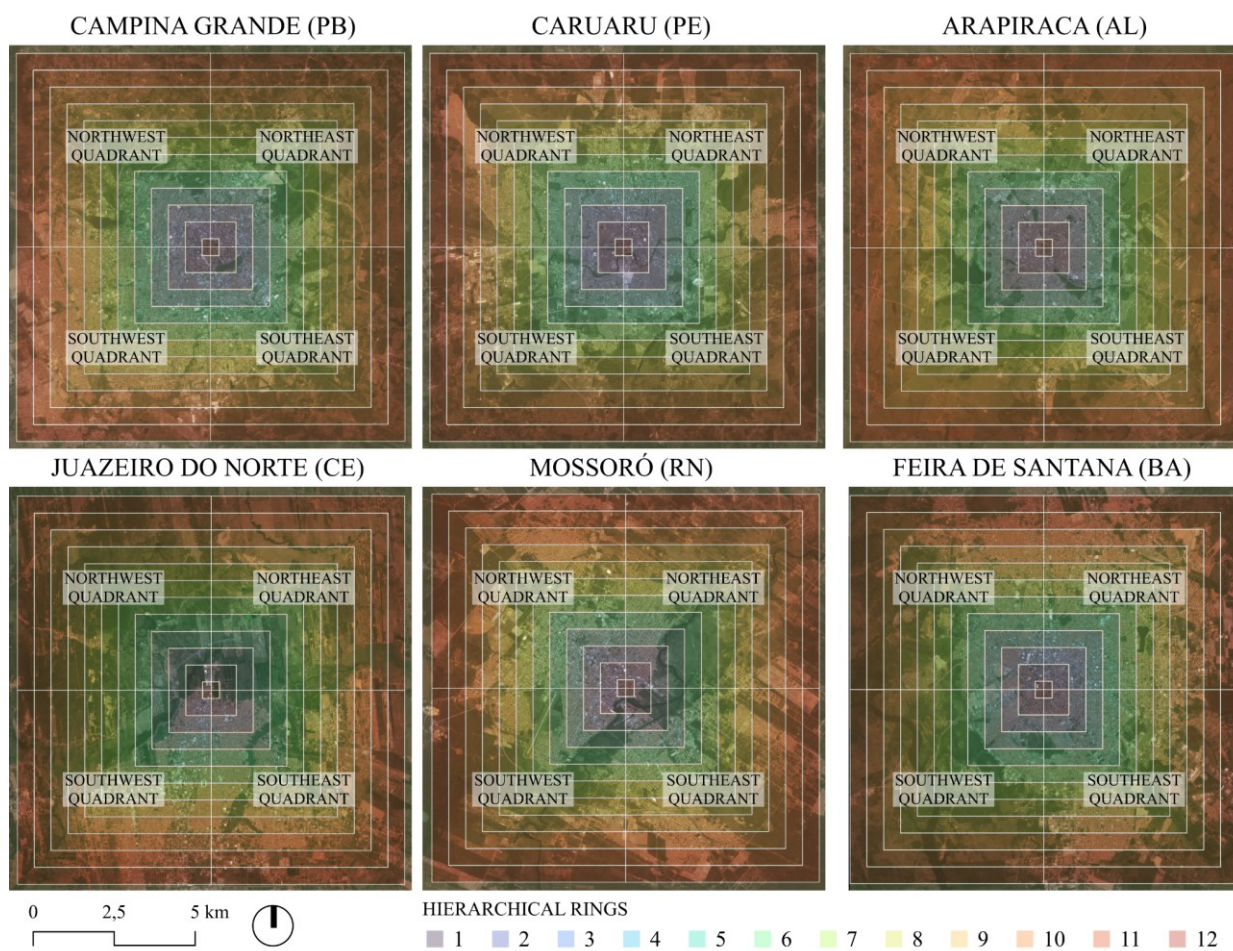 CAMPINA GRANDE (PB)
CARUARU (PE)
ARAPIRACA (AL)
NORTHWEST
QUADRANT
NORTHEAST
QUADRANT
NORTHWEST
QUADRANT
NORTHEAST
QUADRANT
NORTHWEST
QUADRANT
NORTHEAST
QUADRANT
SOUTHWEST
QUADRANT
SOUTHEAST
QUADRANT
SOUTHWEST
QUADRANT
SOUTHEAST
QUADRANT
SOUTHWEST
QUADRANT
SOUTHEAST
QUADRANT
JUAZEIRO DO NORTE (CE)
MOSSORÓ (RN)
FEIRA DE SANTANA (BA)
NORTHWEST
QUADRANT
NORTHEAST
QUADRANT
NORTHWEST
QUADRANT
NORTHEAST
QUADRANT
NORTHWEST
QUADRANT
NORTHEAST
QUADRANT
SOUTHWEST
QUADRANT
SOUTHEAST
QUADRANT
SOUTHWEST
QUADRANT
SOUTHEAST
QUADRANT
SOUTHWEST
QUADRANT
SOUTHEAST
QUADRANT
0 2,5 5 km
HIERARCHICAL RINGS
1 2 3 4 5 6 7 8 9 10 11 12